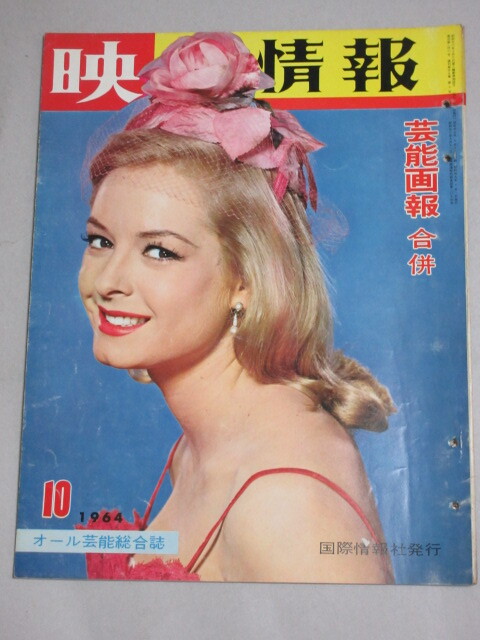 映 情報
芸能画報
合併
10
1964
オール芸能総合誌
国際情報社発行